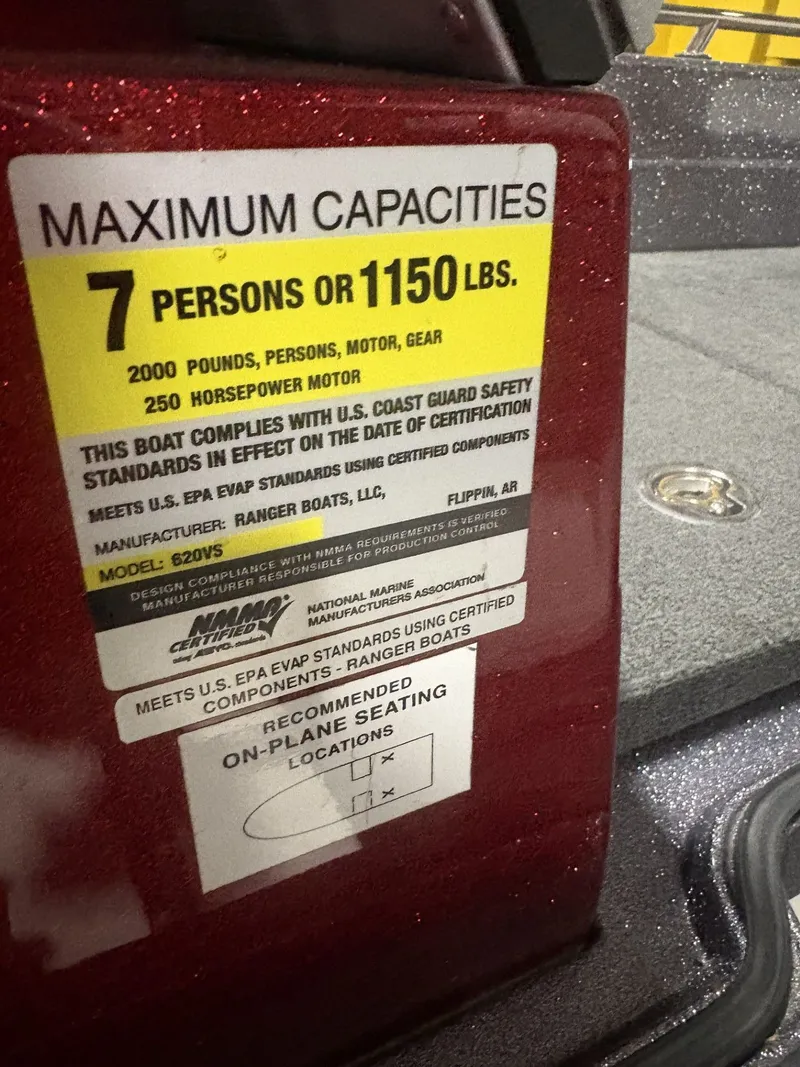 MAXIMUM CAPACITIES
7 PERSONS OR 1150 LBS.
2000 POUNDS, PERSONS, MOTOR, GEAR
250 HORSEPOWER MOTOR
THIS BOAT COMPLIES WITH U.S. COAST GUARD SAFETY
STANDARDS IN EFFECT ON THE DATE OF CERTIFICATION
MEETS U.S. EPA EVAP STANDARDS USING CERTIFIED COMPONENTS
MANUFACTURER: RANGER BOATS, LLC, FLIPPIN, AR
MODEL: 620VS
DESIGN COMPLIANCE WITH NMMA REQUIREMENTS IS VERIFIED.
MANUFACTURER RESPONSIBLE FOR PRODUCTION CONTROL
NMMA
CERTIFIED
using ABYC standards
NATIONAL MARINE
MANUFACTURERS ASSOCIATION
MEETS U.S. EPA EVAP STANDARDS USING CERTIFIED
COMPONENTS - RANGER BOATS
RECOMMENDED
ON-PLANE SEATING
LOCATIONS
X
X